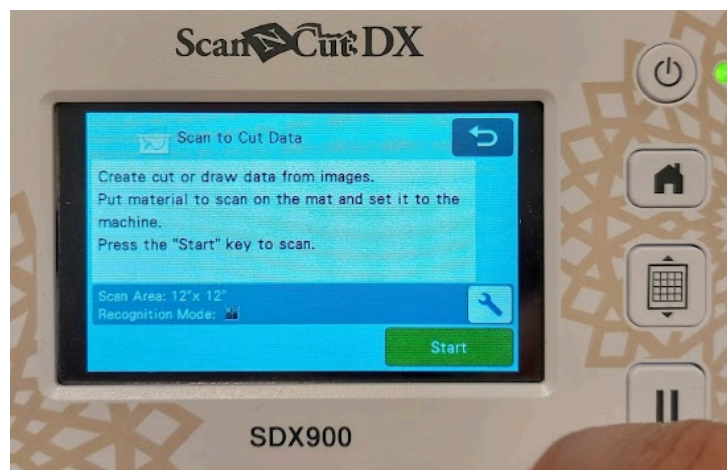 ScanNCut DX
Scan to Cut Data
Create cut or draw data from images.
Put material to scan on the mat and set it to the
machine.
Press the "Start" key to scan.
Scan Area: 12"x 12"
Recognition Mode:
Start
SDX900